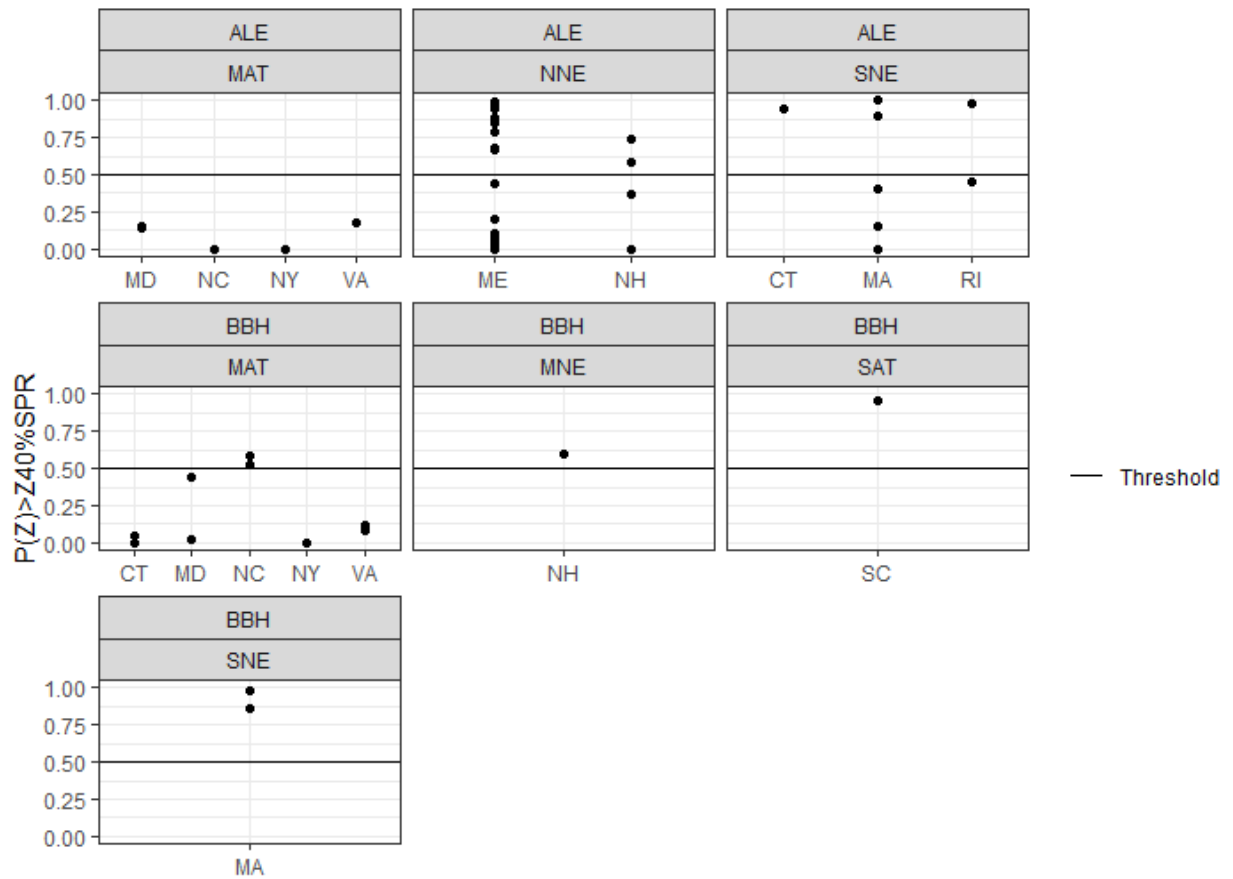 ALE ALE ALE
MAT NNE SNE
1.00
0.75
0.50
0.25
0.00
MD NC NY VA ME NH CT MA RI
BBH BBH BBH
MAT MNE SAT
P(Z)>Z40%SPR
1.00
0.75
0.50
0.25
0.00
Threshold
CT MD NC NY VA NH SC
BBH
SNE
1.00
0.75
0.50
0.25
0.00
MA